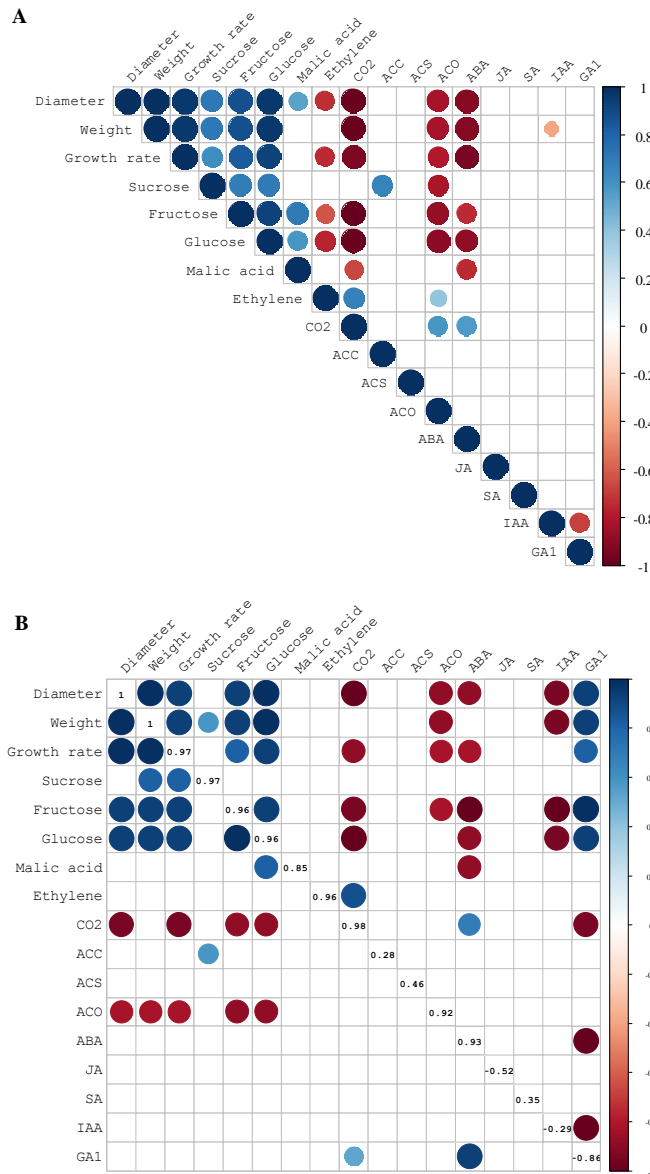 A
Diameter
Weight
Growth rate
Sucrose
Fructose
Glucose
Malic acid
Ethylene
CO2
ACC
ACS
ACO
ABA
JA
SA
IAA
GA1
Diameter
Weight
Growth rate
Sucrose
Fructose
Glucose
Malic acid
Ethylene
CO2
ACC
ACS
ACO
ABA
JA
SA
IAA
GA1
1
0.8
0.6
0.4
0.2
0
-0.2
-0.4
-0.6
-0.8
-1
B
Diameter
Weight
Growth rate
Sucrose
Fructose
Glucose
Malic acid
Ethylene
CO2
ACC
ACS
ACO
ABA
JA
SA
IAA
GA1
Diameter 1
Weight 1
Growth rate 0.97
Sucrose 0.97
Fructose 0.96
Glucose 0.96
Malic acid 0.85
Ethylene 0.96
CO2 0.98
ACC 0.28
ACS 0.46
ACO 0.92
ABA 0.93
JA -0.52
SA 0.35
IAA -0.29
GA1 -0.86